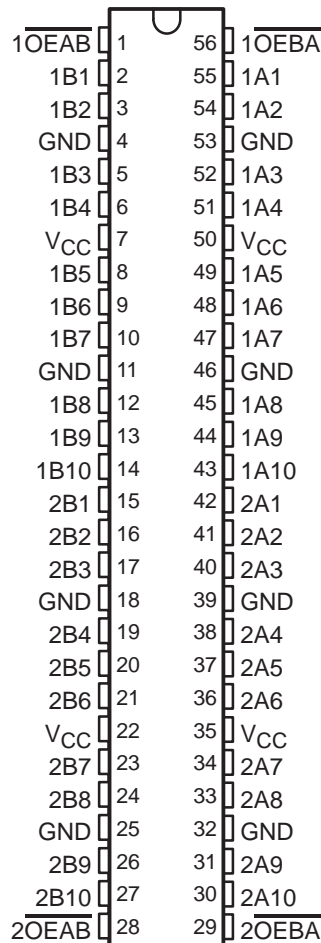 1OEAB 1 56 1OEBA
1B1 2 55 1A1
1B2 3 54 1A2
GND 4 53 GND
1B3 5 52 1A3
1B4 6 51 1A4
VCC 7 50 VCC
1B5 8 49 1A5
1B6 9 48 1A6
1B7 10 47 1A7
GND 11 46 GND
1B8 12 45 1A8
1B9 13 44 1A9
1B10 14 43 1A10
2B1 15 42 2A1
2B2 16 41 2A2
2B3 17 40 2A3
GND 18 39 GND
2B4 19 38 2A4
2B5 20 37 2A5
2B6 21 36 2A6
VCC 22 35 VCC
2B7 23 34 2A7
2B8 24 33 2A8
GND 25 32 GND
2B9 26 31 2A9
2B10 27 30 2A10
2OEAB 28 29 2OEBA